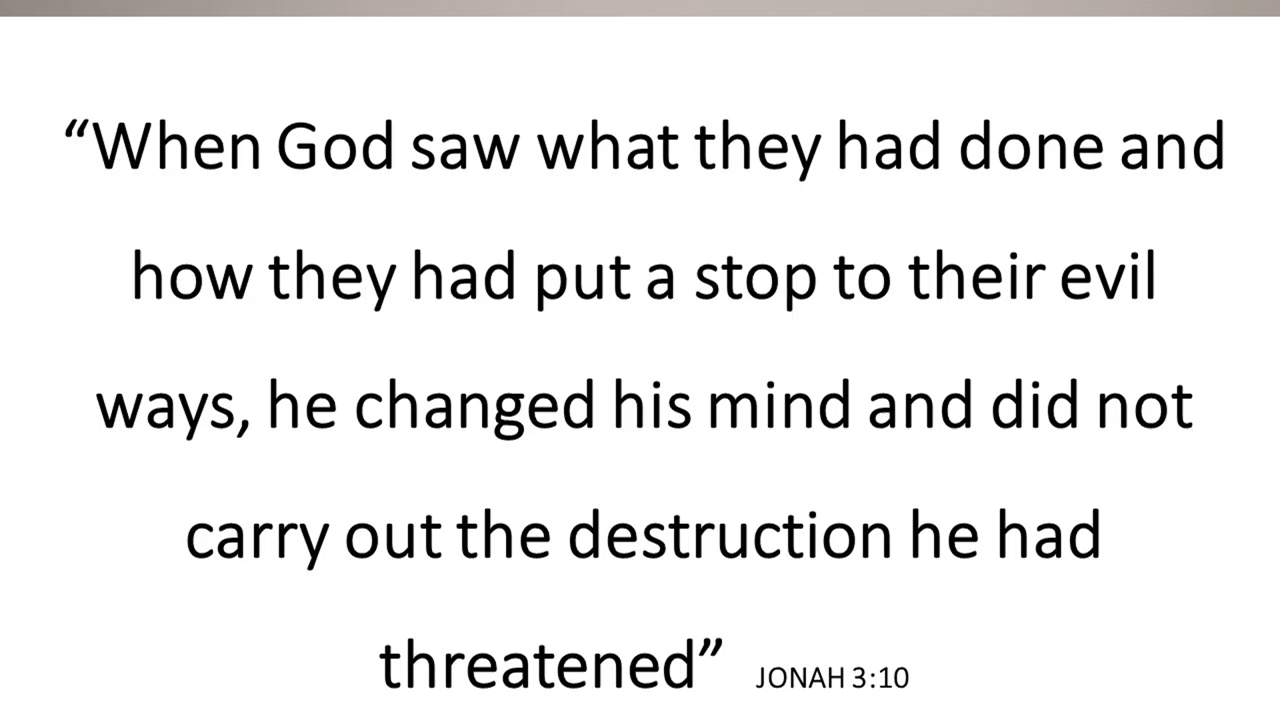 “When God saw what they had done and
how they had put a stop to their evil
ways, he changed his mind and did not
carry out the destruction he had
threatened” JONAH 3:10